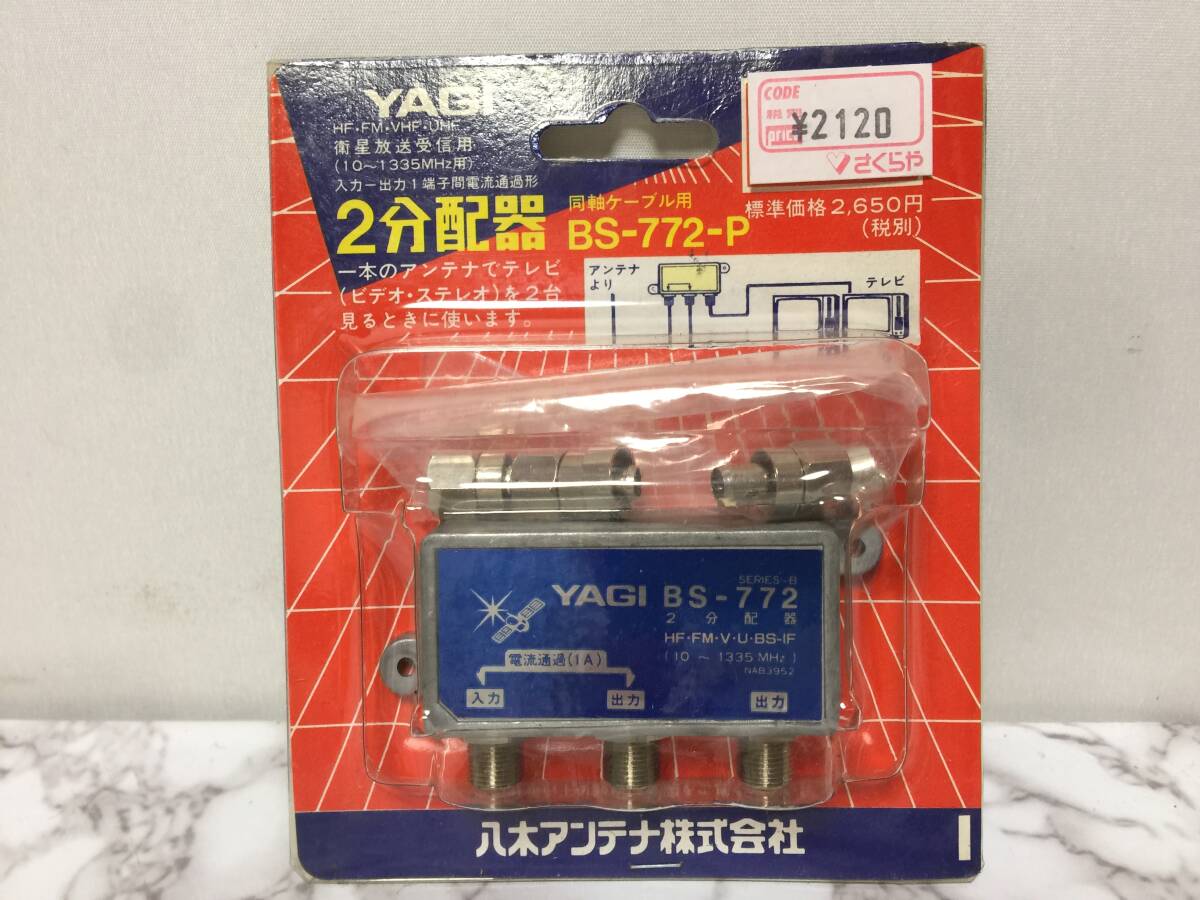 YAGI
HF・FM・VHF・UHF
衛星放送受信用
(10～1335MHz用)
入力ー出力1端子間電流通過形
2分配器
同軸ケーブル用
BS-772-P
CODE
price
¥2120
さくらや
標準価格2,650円
(税別)
一本のアンテナでテレビ
(ビデオ・ステレオ)を2台
見るときに使います。
アンテナ
より
テレビ
SERIES-B
YAGI BS-772
2分配器
HF・FM・V・U・BS-IF
(10～1335MHz)
NAB3952
電流通過(1A)
入力
出力
出力
八木アンテナ株式会社